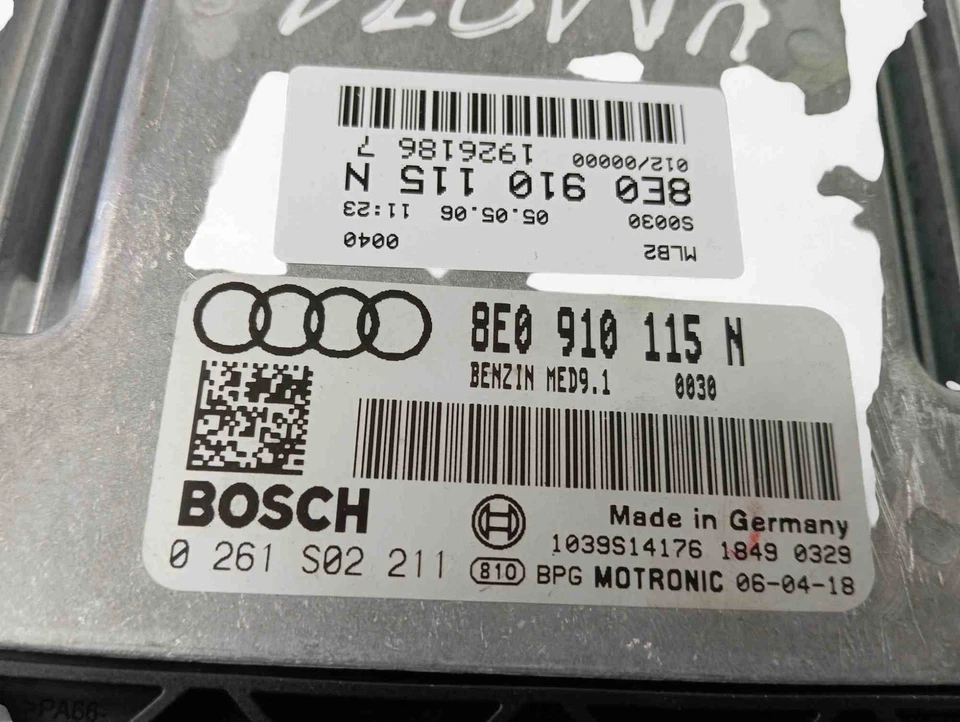 MLB2 0040
S0030 05.05.06 11:23
8E0 910 115 N
012/00000 1926186 7
8E0 910 115 N
BENZIN MED9.1 0030
BOSCH
Made in Germany
1039S14176 1849 0329
0 261 S02 211
810 BPG MOTRONIC 06-04-18
>PA66-